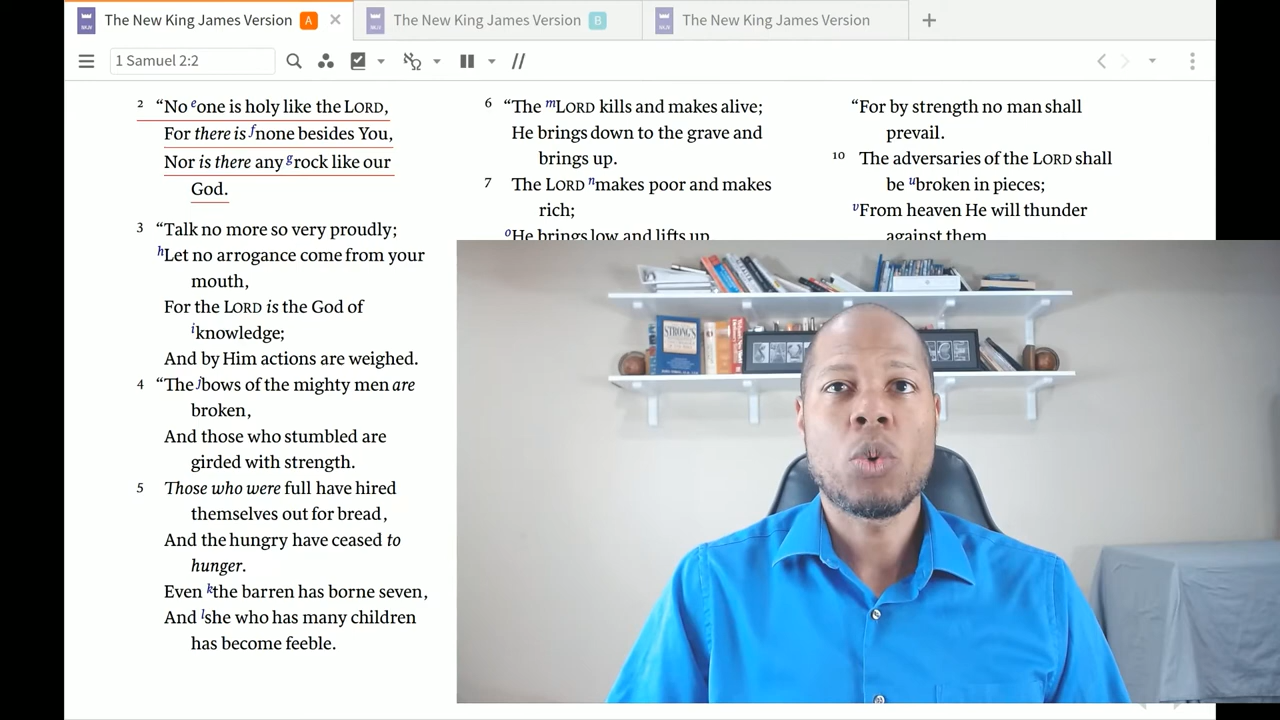 The New King James Version A
The New King James Version B
The New King James Version
1 Samuel 2:2
2 “No e one is holy like the LORD,
For there is f none besides You,
Nor is there any g rock like our
God.
3 “Talk no more so very proudly;
h Let no arrogance come from your
mouth,
For the LORD is the God of
i knowledge;
And by Him actions are weighed.
4 “The j bows of the mighty men are
broken,
And those who stumbled are
girded with strength.
5 Those who were full have hired
themselves out for bread,
And the hungry have ceased to
hunger.
Even k the barren has borne seven,
And l she who has many children
has become feeble.
6 “The m LORD kills and makes alive;
He brings down to the grave and
brings up.
7 The LORD n makes poor and makes
rich;
o He brings low and lifts up.
“For by strength no man shall
prevail.
10 The adversaries of the LORD shall
be u broken in pieces;
v From heaven He will thunder
against them.
STRONG'S